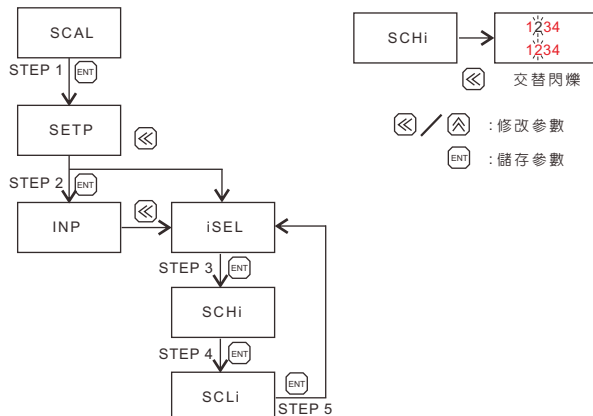 SCAL
STEP 1 ENT
SETP
STEP 2 ENT
INP
iSEL
STEP 3 ENT
SCHi
STEP 4 ENT
SCLi
ENT
STEP 5
SCHi
1234
1234
交替閃爍
/ :修改參數
ENT :儲存參數